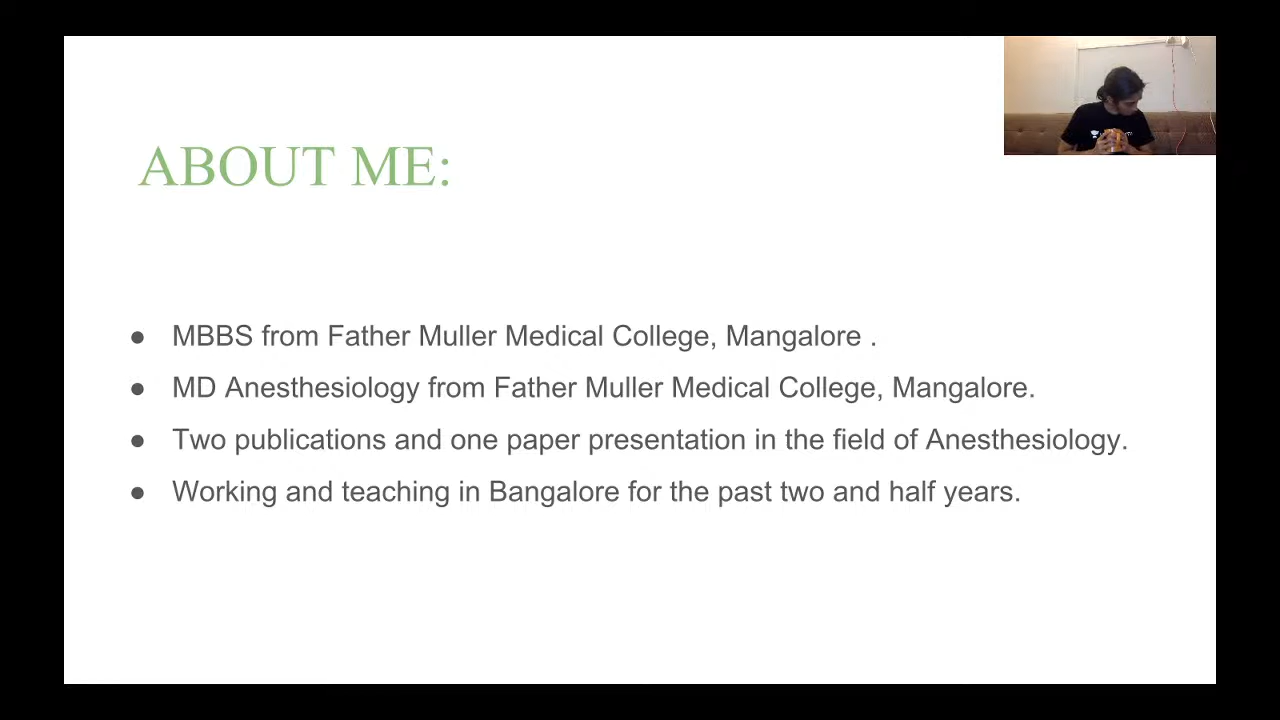 ABOUT ME:
● MBBS from Father Muller Medical College, Mangalore .
● MD Anesthesiology from Father Muller Medical College, Mangalore.
● Two publications and one paper presentation in the field of Anesthesiology.
● Working and teaching in Bangalore for the past two and half years.